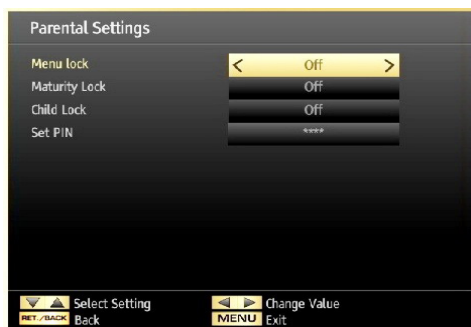 Parental Settings
Menu lock < Off >
Maturity Lock Off
Child Lock Off
Set PIN ****
Select Setting Change Value
RET./BACK Back MENU Exit